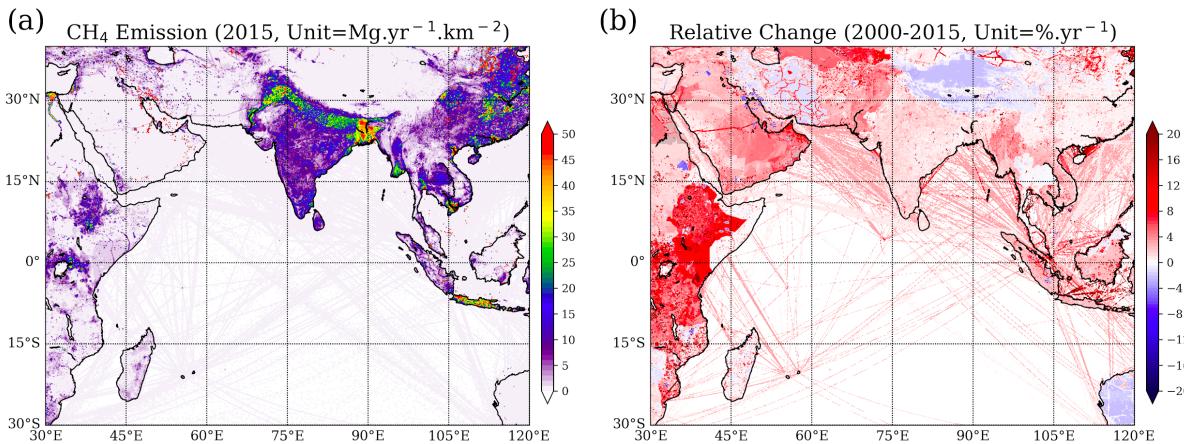 (a)
CH₄ Emission (2015, Unit=Mg.yr⁻¹.km⁻²)
30°N
15°N
0°
15°S
30°S
30°E
45°E
60°E
75°E
90°E
105°E
120°E
50
45
40
35
30
25
20
15
10
5
0
(b)
Relative Change (2000-2015, Unit=%.yr⁻¹)
30°N
15°N
0°
15°S
30°S
30°E
45°E
60°E
75°E
90°E
105°E
120°E
20
16
12
8
4
0
−4
−8
−12
−16
−20